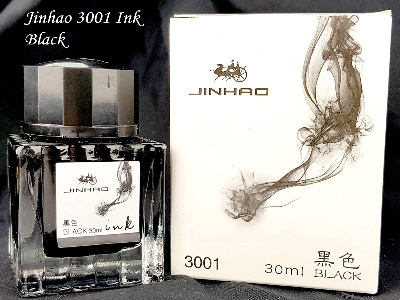 Jinhao 3001 Ink
Black
JINHAO
3001
30ml
黑色
BLACK
JINHAO
黑色
BLACK 30ml
ink